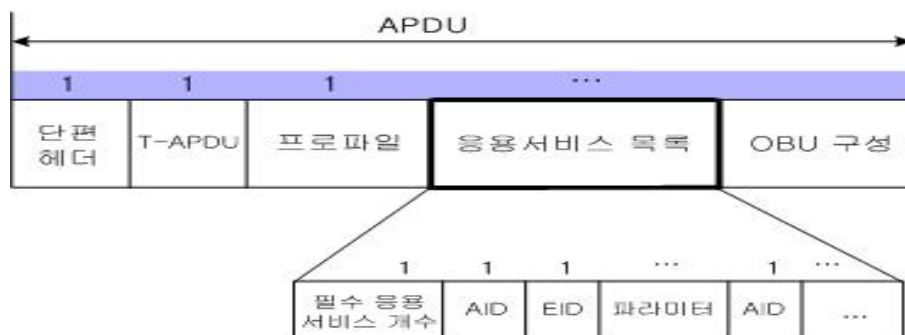 APDU
1 1 1 ...
단편 헤더 T-APDU 프로파일 응용서비스 목록 OBU 구성
1 1 1 ... 1 ...
필수 응용 서비스 개수 AID EID 파라미터 AID ...